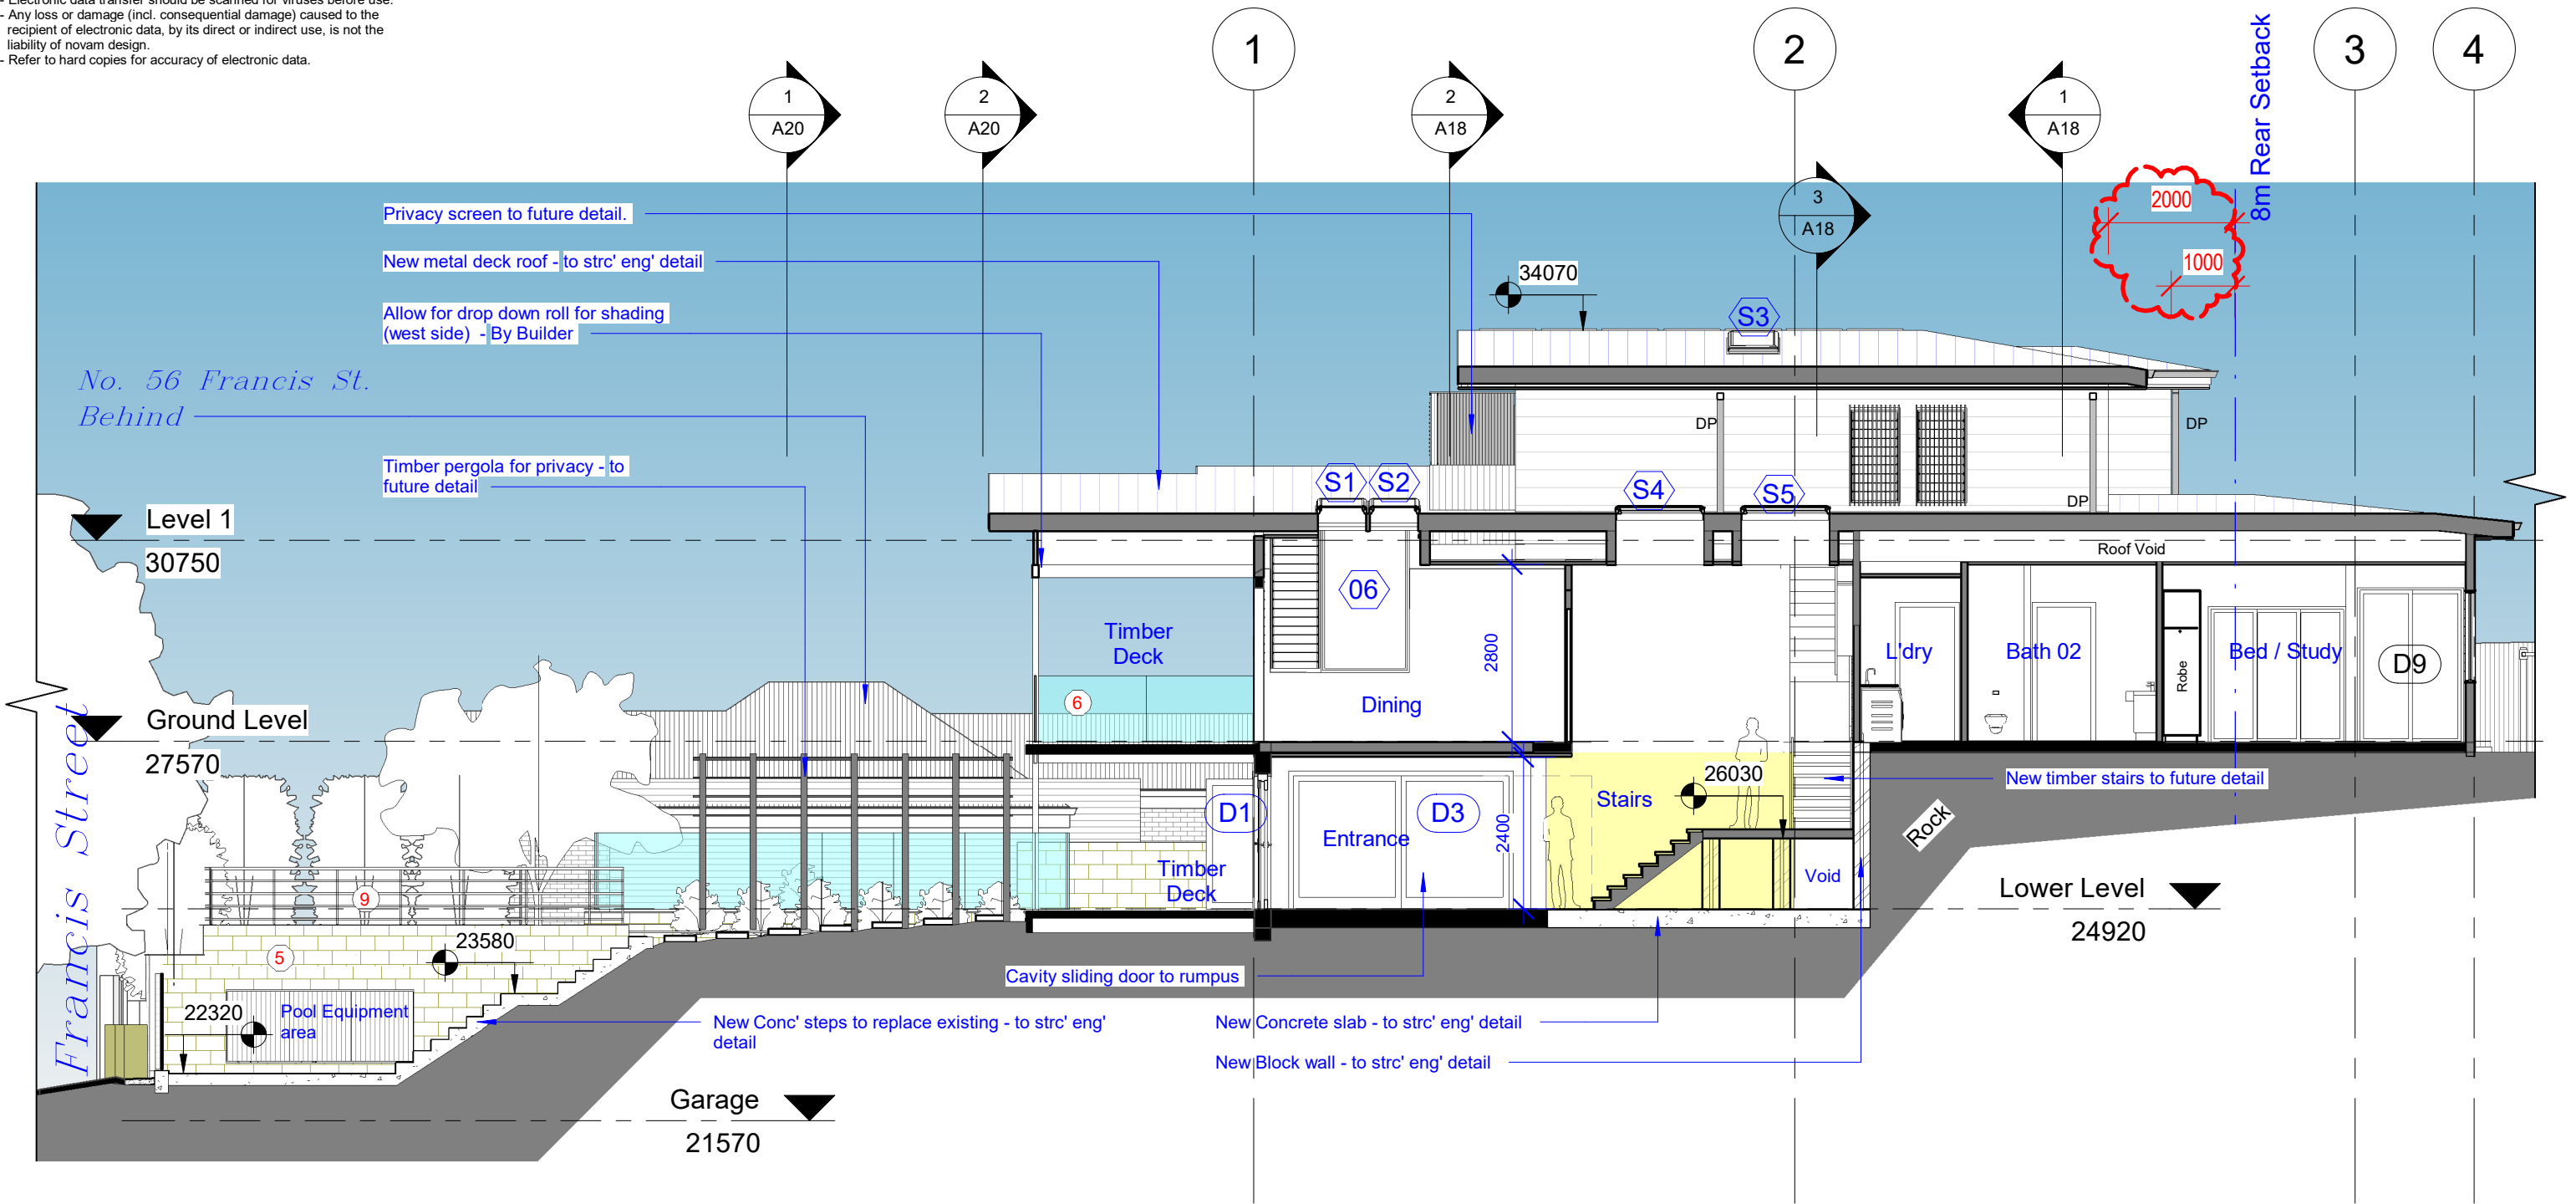 - Electronic data transfer should be scanned for viruses before use.
- Any loss or damage (incl. consequential damage) caused to the
recipient of electronic data, by its direct or indirect use, is not the
liability of novam design.
- Refer to hard copies for accuracy of electronic data.
1
2
3
4
8m Rear Setback
1
A20
2
A20
2
A18
1
A18
3
A18
2000
1000
Privacy screen to future detail.
New metal deck roof - to strc' eng' detail
Allow for drop down roll for shading
(west side) - By Builder
34070
S3
No. 56 Francis St.
Behind
Timber pergola for privacy - to
future detail
DP
DP
DP
S1
S2
S4
S5
Level 1
30750
Roof Void
06
Timber
Deck
2800
L'dry
Bath 02
Robe
Bed / Study
D9
6
Dining
Ground Level
27570
26030
New timber stairs to future detail
Stairs
D1
D3
Entrance
2400
Rock
Timber
Deck
Void
Lower Level
24920
9
5
23580
22320
Pool Equipment
area
Francis Street
Cavity sliding door to rumpus
New Conc' steps to replace existing - to strc' eng'
detail
New Concrete slab - to strc' eng' detail
New Block wall - to strc' eng' detail
Garage
21570